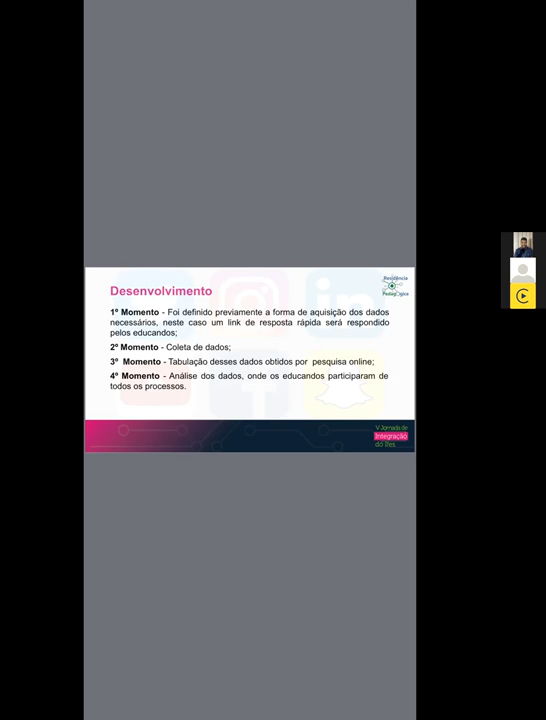 Desenvolvimento
Residência
Pedagógica
1º Momento - Foi definido previamente a forma de aquisição dos dados
necessários, neste caso um link de resposta rápida será respondido
pelos educandos;
2º Momento - Coleta de dados;
3º Momento - Tabulação desses dados obtidos por pesquisa online;
4º Momento - Análise dos dados, onde os educandos participaram de
todos os processos.
V Jornada de
Integração
do Pes